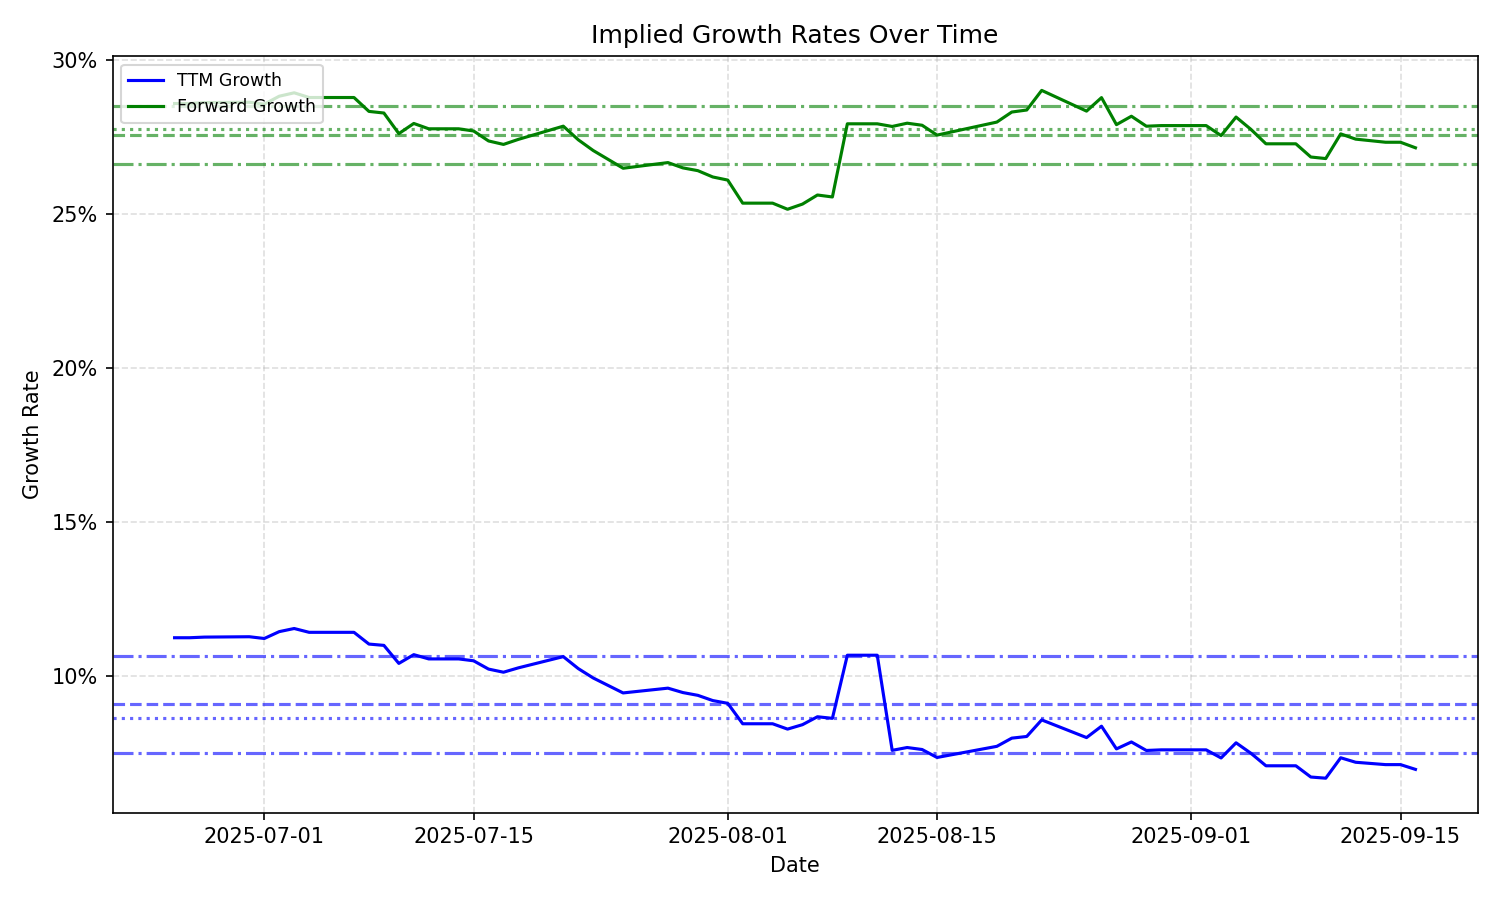 Implied Growth Rates Over Time
TTM Growth
Forward Growth
30%
25%
20%
15%
10%
Growth Rate
2025-07-01
2025-07-15
2025-08-01
2025-08-15
2025-09-01
2025-09-15
Date